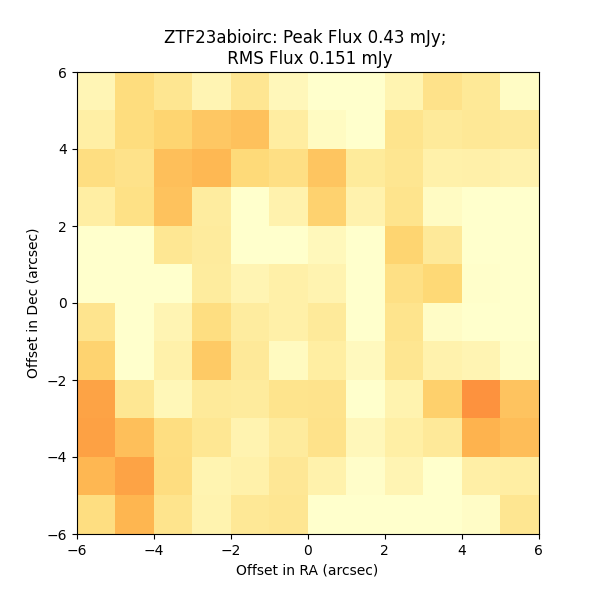 ZTF23abioirc: Peak Flux 0.43 mJy;
RMS Flux 0.151 mJy
6
4
2
0
−2
−4
−6
Offset in Dec (arcsec)
−6 −4 −2 0 2 4 6
Offset in RA (arcsec)